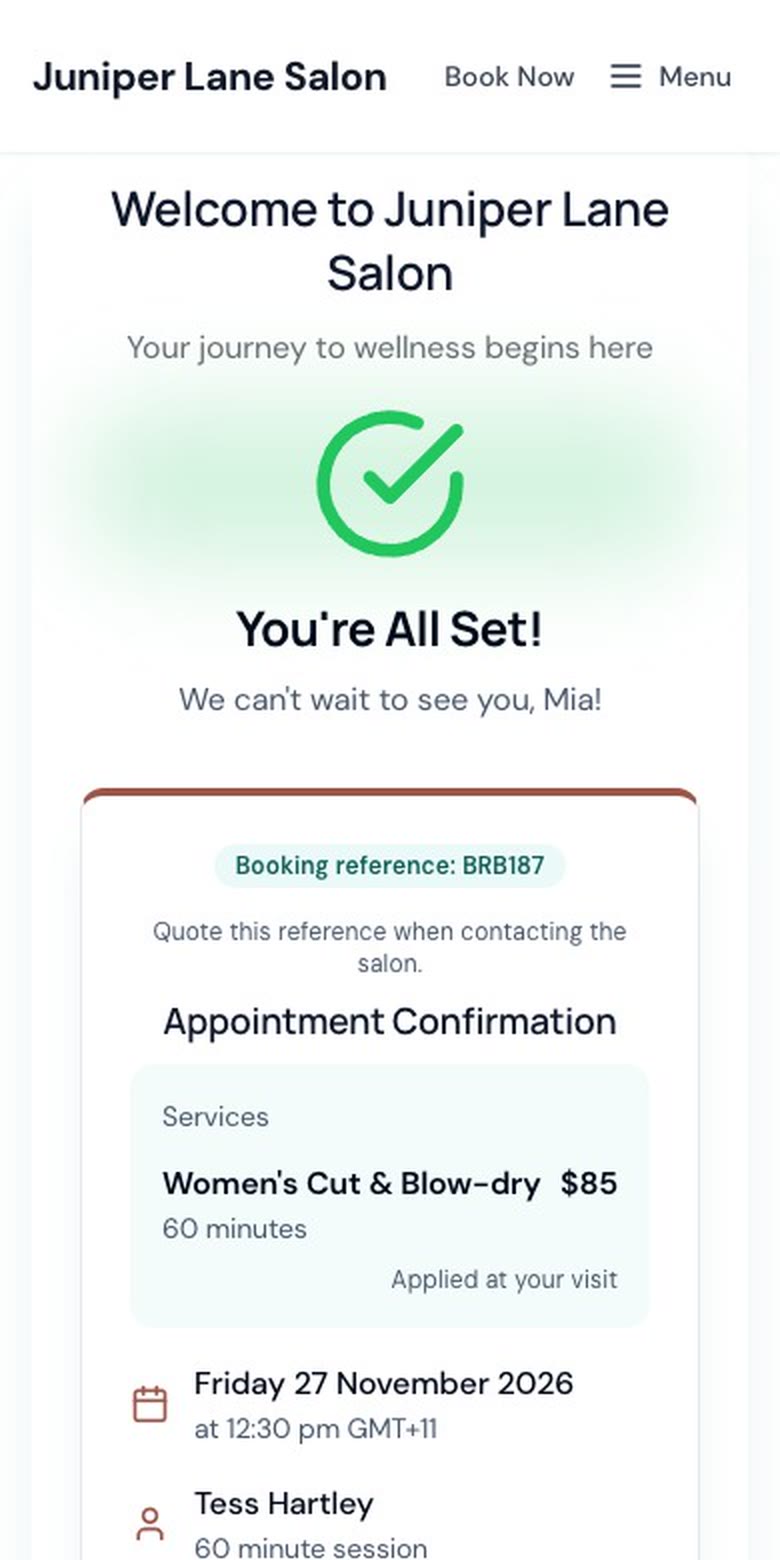 Juniper Lane Salon
Book Now
Menu
Welcome to Juniper Lane
Salon
Your journey to wellness begins here
You're All Set!
We can't wait to see you, Mia!
Booking reference: BRB187
Quote this reference when contacting the
salon.
Appointment Confirmation
Services
Women's Cut & Blow-dry $85
60 minutes
Applied at your visit
Friday 27 November 2026
at 12:30 pm GMT+11
Tess Hartley
60 minute session